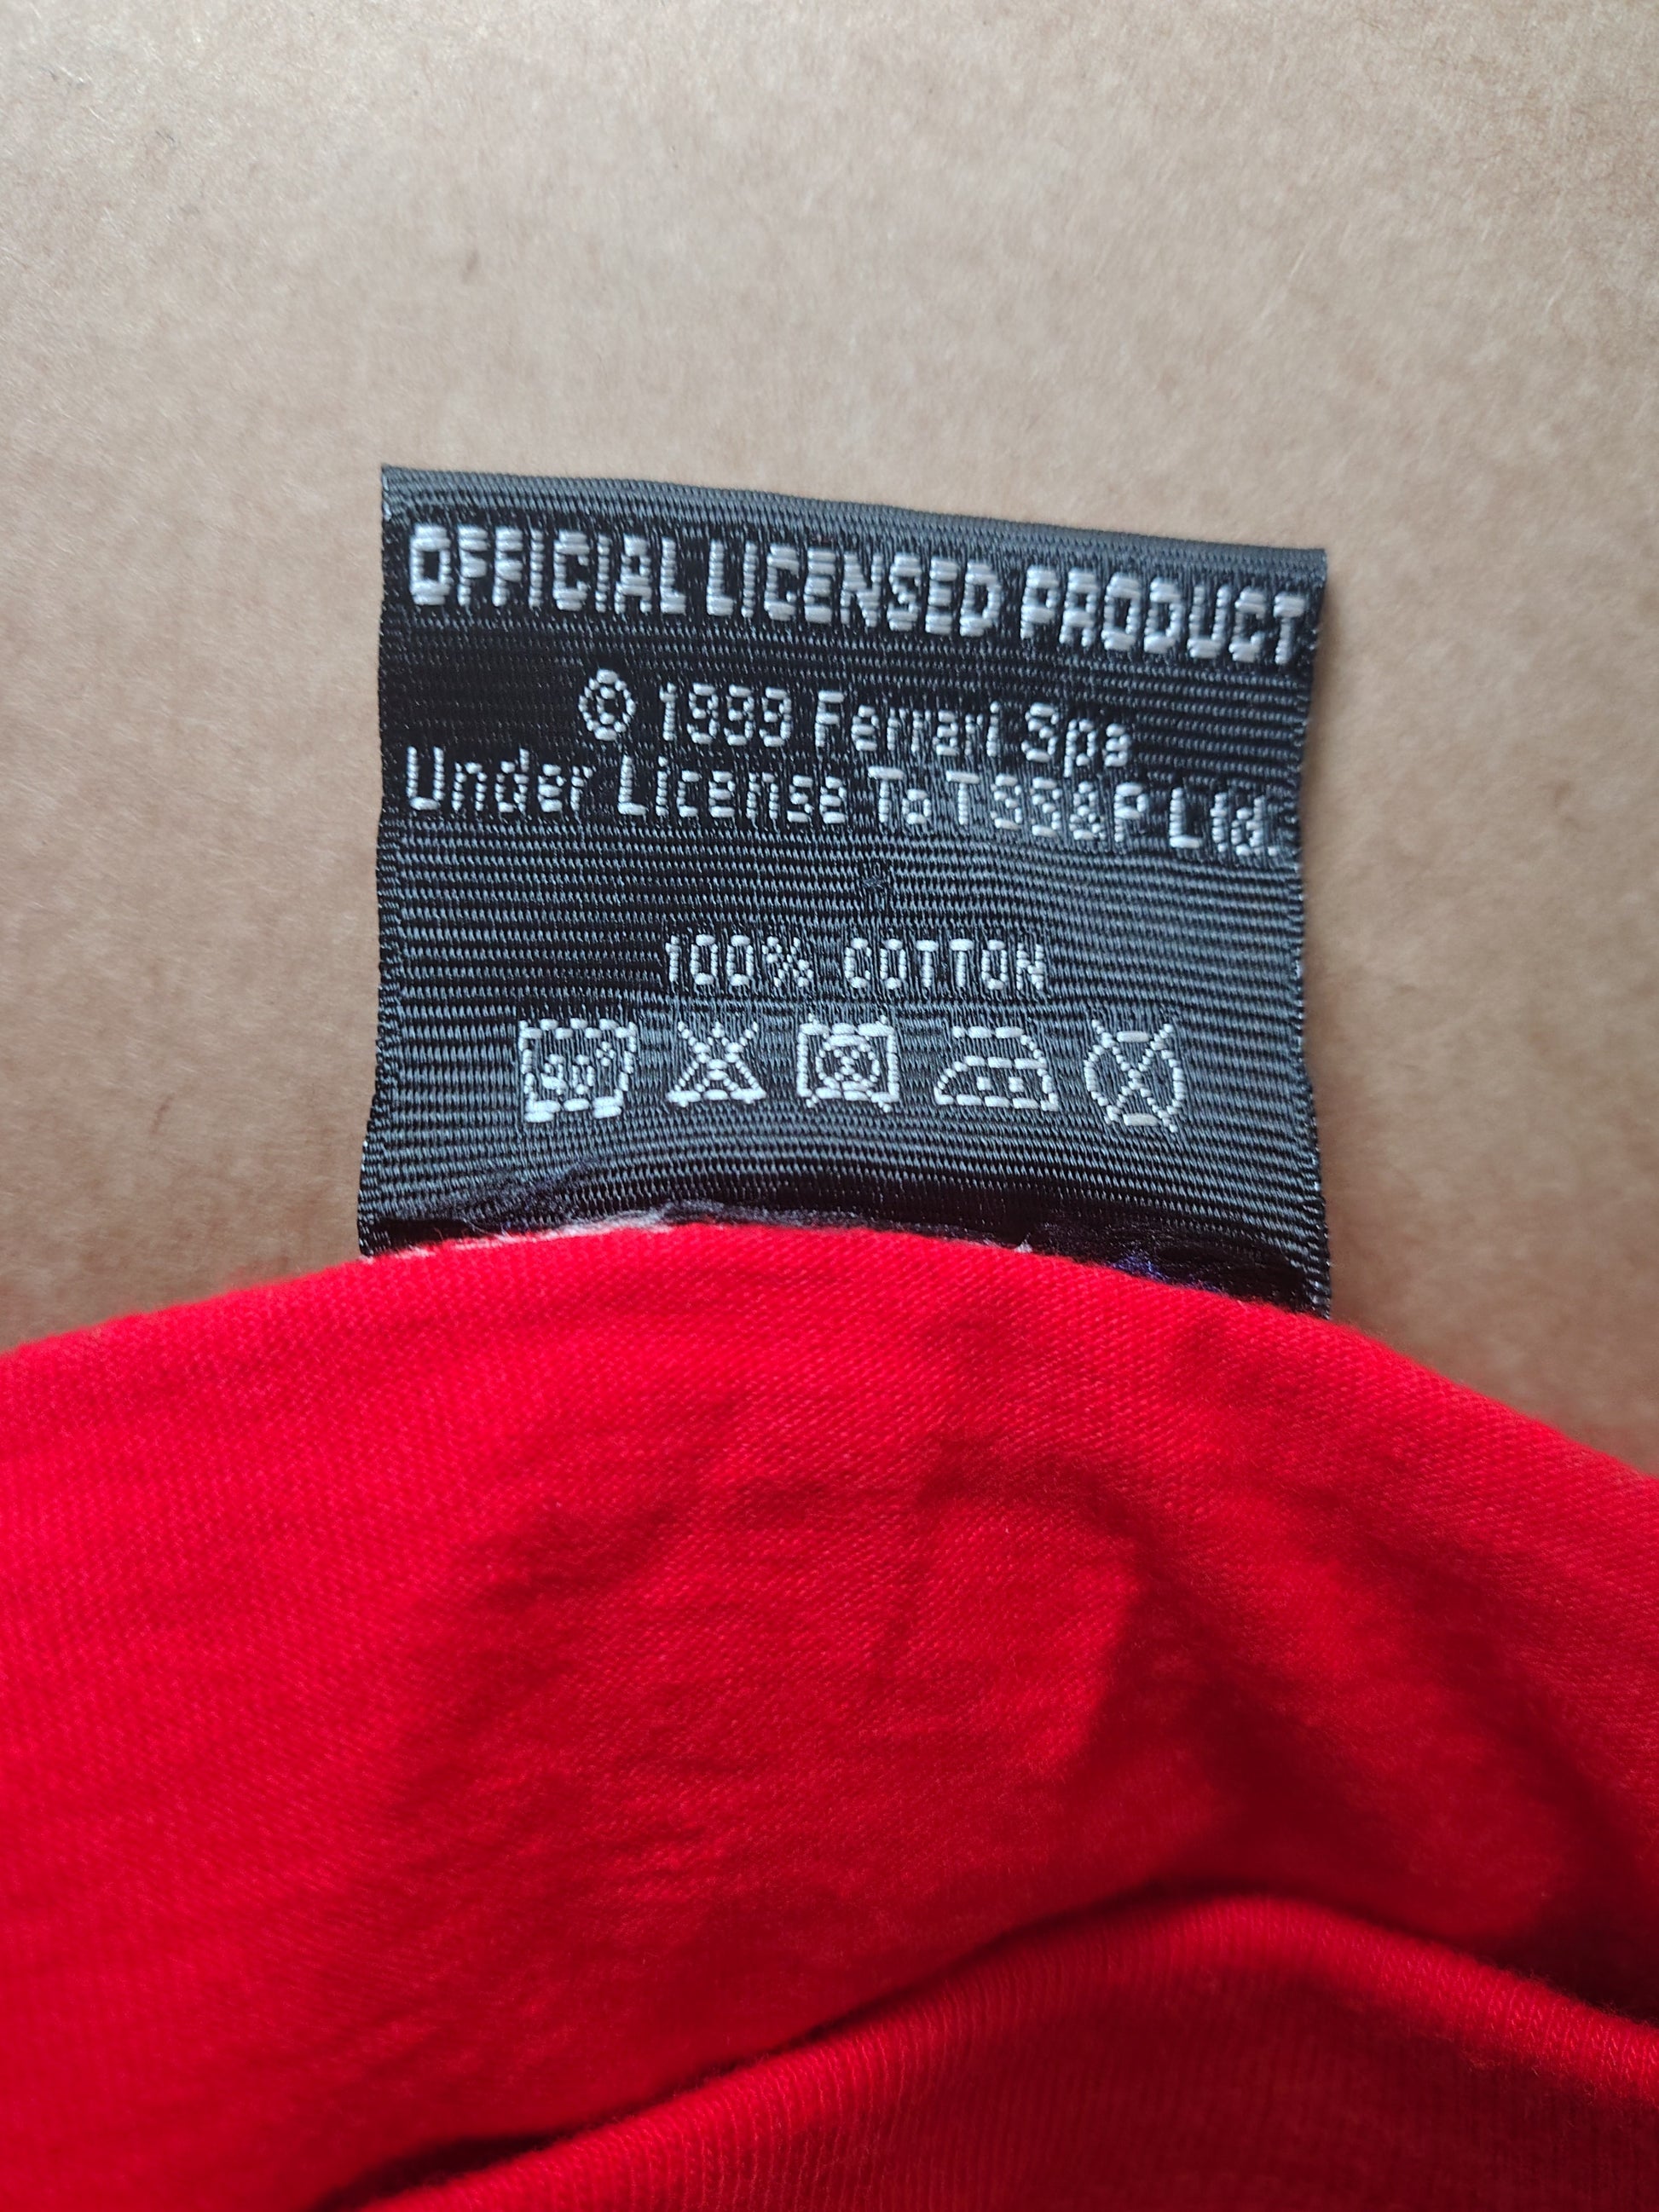 OFFICIAL LICENSED PRODUCT
© 1999 Ferrari Spa
Under License To TSS&P Ltd.
100% COTTON